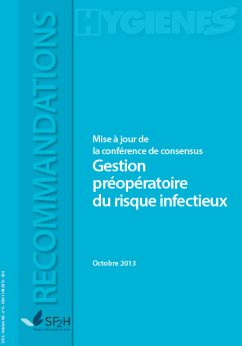 HYGIENES
RECOMMANDATIONS
Mise à jour de
la conférence de consensus
Gestion
préopératoire
du risque infectieux
Octobre 2013
SF2H